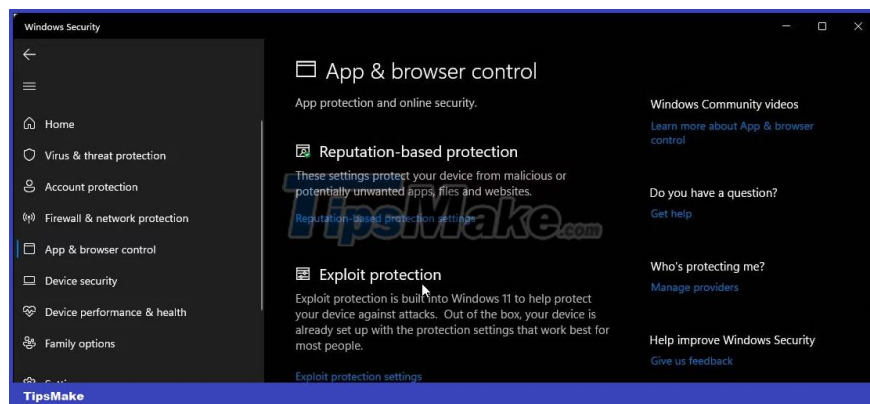 Windows Security
Home
Virus & threat protection
Account protection
Firewall & network protection
App & browser control
Device security
Device performance & health
Family options
App & browser control
App protection and online security.
Reputation-based protection
These settings protect your device from malicious or
potentially unwanted apps, files and websites.
Reputation-based protection settings
TipsMake.com
Exploit protection
Exploit protection is built into Windows 11 to help protect
your device against attacks.  Out of the box, your device is
already set up with the protection settings that work best for
most people.
Exploit protection settings
Windows Community videos
Learn more about App & browser
control
Do you have a question?
Get help
Who's protecting me?
Manage providers
Help improve Windows Security
Give us feedback
TipsMake